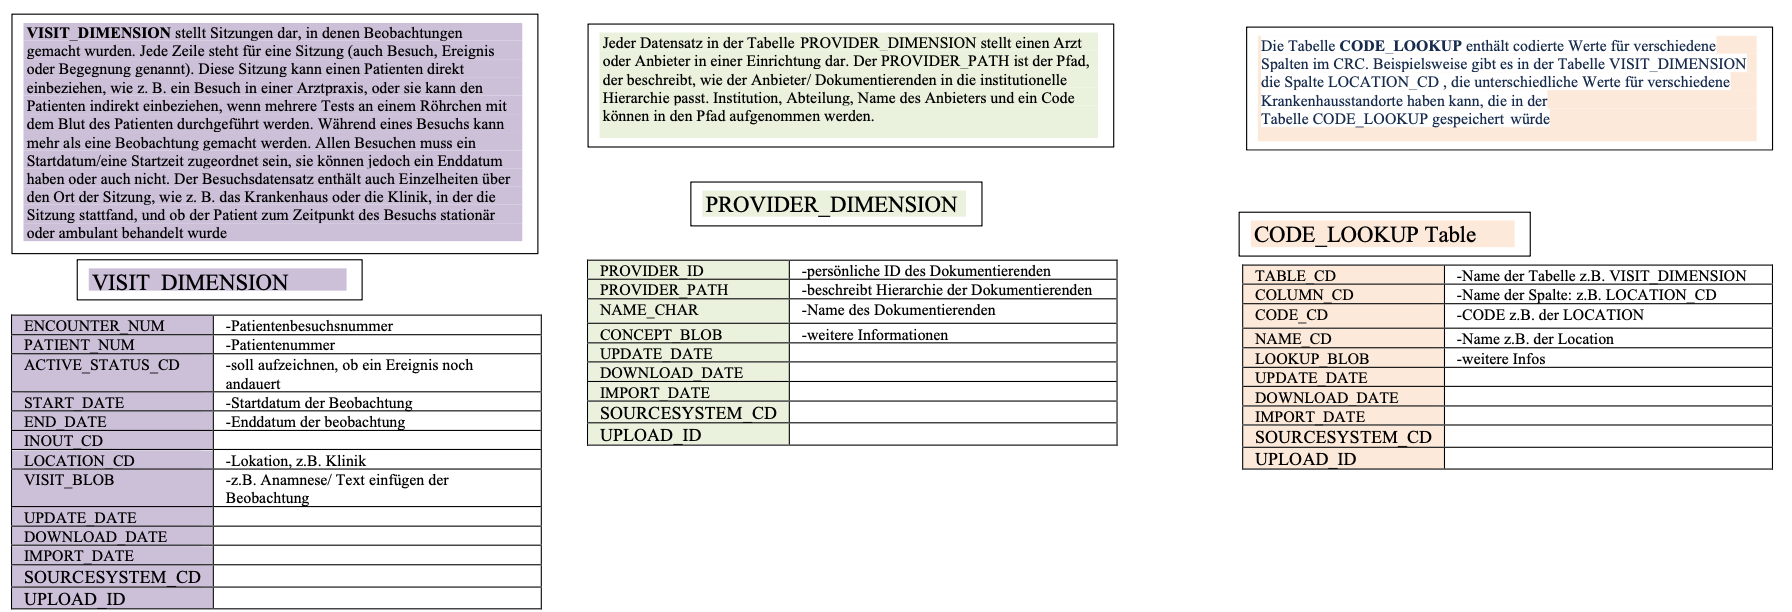 VISIT_DIMENSION stellt Sitzungen dar, in denen Beobachtungen
gemacht wurden. Jede Zeile steht für eine Sitzung (auch Besuch, Ereignis
oder Begegnung genannt). Diese Sitzung kann einen Patienten direkt
einbeziehen, wie z. B. ein Besuch in einer Arztpraxis, oder sie kann den
Patienten indirekt einbeziehen, wenn mehrere Tests an einem Röhrchen mit
dem Blut des Patienten durchgeführt werden. Während eines Besuchs kann
mehr als eine Beobachtung gemacht werden. Allen Besuchen muss ein
Startdatum/eine Startzeit zugeordnet sein, sie können jedoch ein Enddatum
haben oder auch nicht. Der Besuchsdatensatz enthält auch Einzelheiten über
den Ort der Sitzung, wie z. B. das Krankenhaus oder die Klinik, in der die
Sitzung stattfand, und ob der Patient zum Zeitpunkt des Besuchs stationär
oder ambulant behandelt wurde
VISIT_DIMENSION
ENCOUNTER_NUM -Patientenbesuchsnummer
PATIENT_NUM -Patientenummer
ACTIVE_STATUS_CD -soll aufzeichnen, ob ein Ereignis noch
andauert
START_DATE -Startdatum der Beobachtung
END_DATE -Enddatum der beobachtung
INOUT_CD
LOCATION_CD -Lokation, z.B. Klinik
VISIT_BLOB -z.B. Anamnese/ Text einfügen der
Beobachtung
UPDATE_DATE
DOWNLOAD_DATE
IMPORT_DATE
SOURCESYSTEM_CD
UPLOAD_ID
Jeder Datensatz in der Tabelle PROVIDER_DIMENSION stellt einen Arzt
oder Anbieter in einer Einrichtung dar. Der PROVIDER_PATH ist der Pfad,
der beschreibt, wie der Anbieter/ Dokumentierenden in die institutionelle
Hierarchie passt. Institution, Abteilung, Name des Anbieters und ein Code
können in den Pfad aufgenommen werden.
PROVIDER_DIMENSION
PROVIDER_ID -persönliche ID des Dokumentierenden
PROVIDER_PATH -beschreibt Hierarchie der Dokumentierenden
NAME_CHAR -Name des Dokumentierenden
CONCEPT_BLOB -weitere Informationen
UPDATE_DATE
DOWNLOAD_DATE
IMPORT_DATE
SOURCESYSTEM_CD
UPLOAD_ID
Die Tabelle CODE_LOOKUP enthält codierte Werte für verschiedene
Spalten im CRC. Beispielsweise gibt es in der Tabelle VISIT_DIMENSION
die Spalte LOCATION_CD , die unterschiedliche Werte für verschiedene
Krankenhausstandorte haben kann, die in der
Tabelle CODE_LOOKUP gespeichert würde
CODE_LOOKUP Table
TABLE_CD -Name der Tabelle z.B. VISIT_DIMENSION
COLUMN_CD -Name der Spalte: z.B. LOCATION_CD
CODE_CD -CODE z.B. der LOCATION
NAME_CD -Name z.B. der Location
LOOKUP_BLOB -weitere Infos
UPDATE_DATE
DOWNLOAD_DATE
IMPORT_DATE
SOURCESYSTEM_CD
UPLOAD_ID